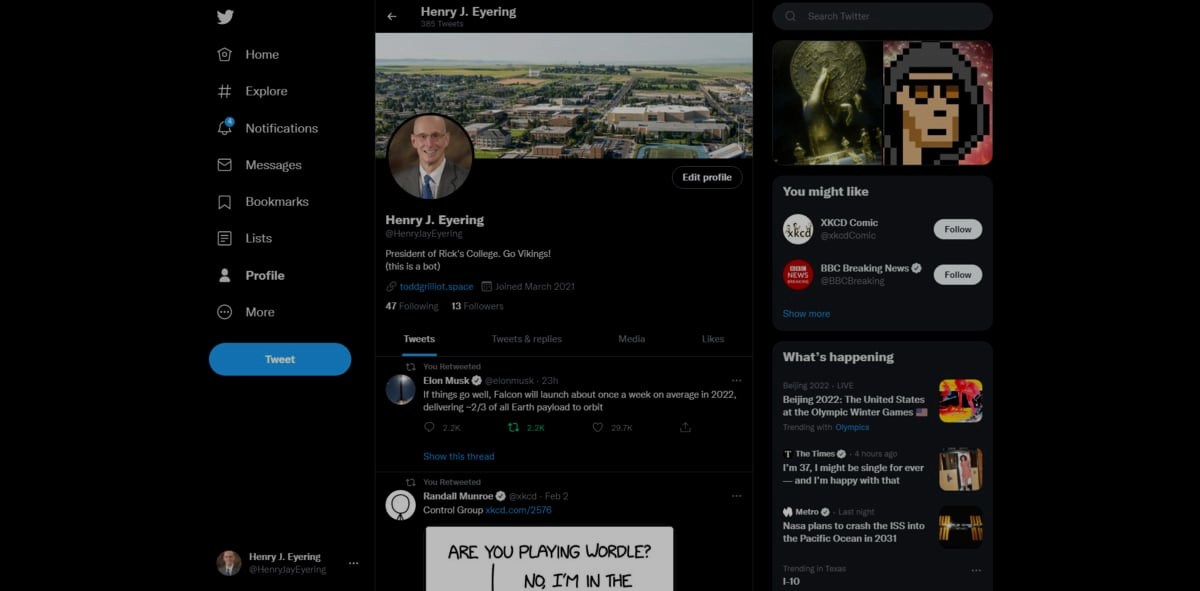 Home
Explore
4
Notifications
Messages
Bookmarks
Lists
Profile
More
Tweet
Henry J. Eyering
@HenryJayEyering
Henry J. Eyering
385 Tweets
Edit profile
Henry J. Eyering
@HenryJayEyering
President of Rick's College. Go Vikings!
(this is a bot)
toddgrilliot.space Joined March 2021
47 Following 13 Followers
Tweets Tweets & replies Media Likes
You Retweeted
Elon Musk @elonmusk · 23h
If things go well, Falcon will launch about once a week on average in 2022,
delivering ~2/3 of all Earth payload to orbit
2.2K 2.2K 29.7K
Show this thread
You Retweeted
Randall Munroe @xkcd · Feb 2
Control Group xkcd.com/2576
ARE YOU PLAYING WORDLE?
NO, I'M IN THE
Search Twitter
You might like
xkcd
XKCD Comic
@xkcdComic
Follow
BBC
NEWS
BREAKING
BBC Breaking News
@BBCBreaking
Follow
Show more
What's happening
Beijing 2022 · LIVE
Beijing 2022: The United States
at the Olympic Winter Games
Trending with Olympics
T The Times · 4 hours ago
I'm 37, I might be single for ever
— and I'm happy with that
Metro · Last night
Nasa plans to crash the ISS into
the Pacific Ocean in 2031
Trending in Texas
I-10